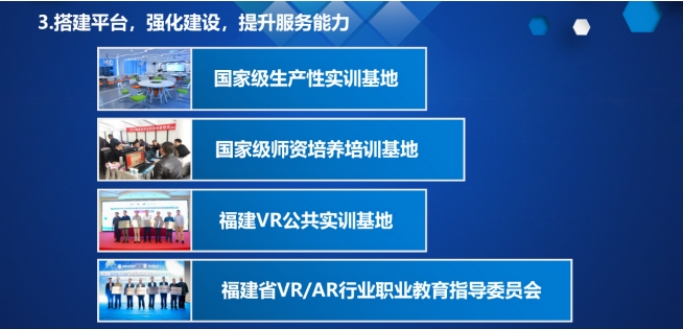 3.搭建平台，强化建设，提升服务能力
国家级生产性实训基地
国家级师资培养培训基地
福建VR公共实训基地
福建省VR/AR行业职业教育指导委员会